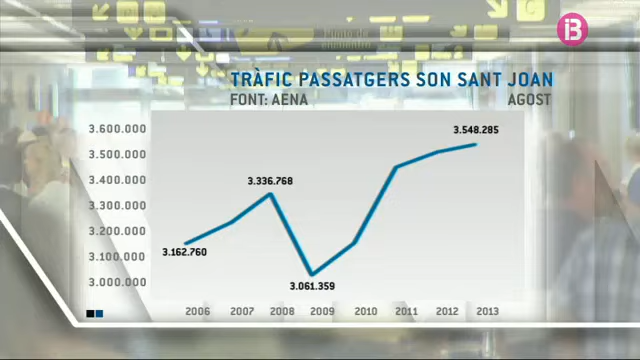 TRÀFIC PASSATGERS SON SANT JOAN
FONT: AENA
AGOST
3.600.000
3.500.000
3.400.000
3.300.000
3.200.000
3.100.000
3.000.000
3.162.760
3.336.768
3.061.359
3.548.285
2006 2007 2008 2009 2010 2011 2012 2013